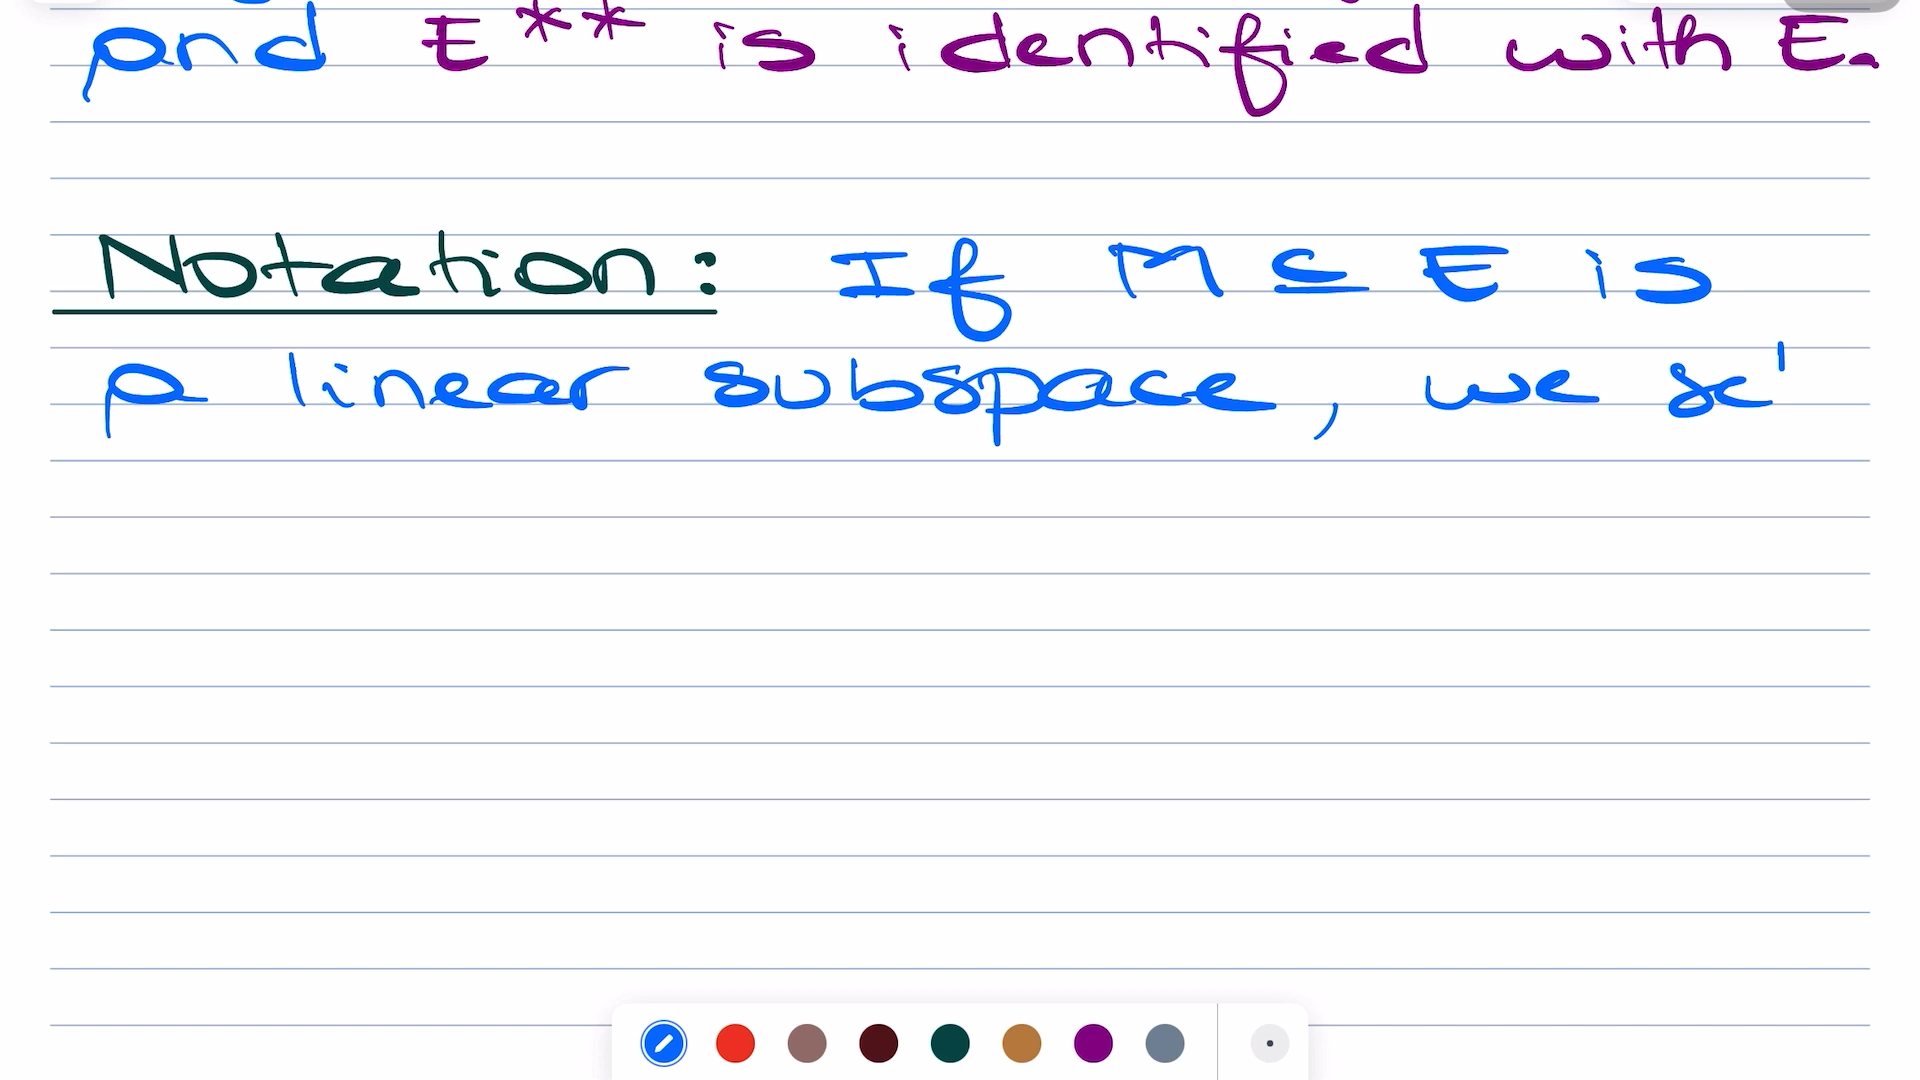 and E** is identified with E.
Notation: If M ⊆ E is
a linear subspace, we